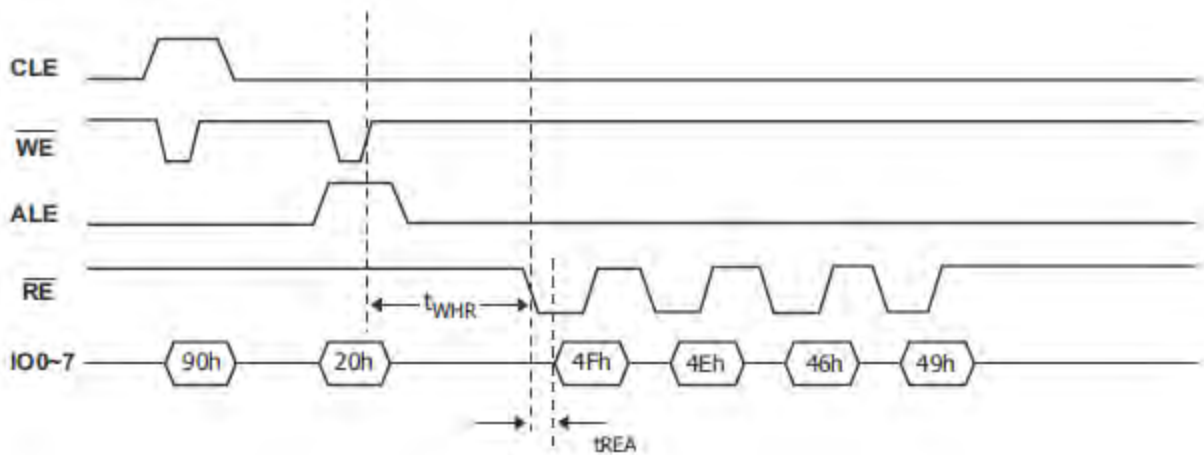 CLE
WE
ALE
RE
tWHR
IO0~7 90h 20h 4Fh 4Eh 46h 49h
tREA